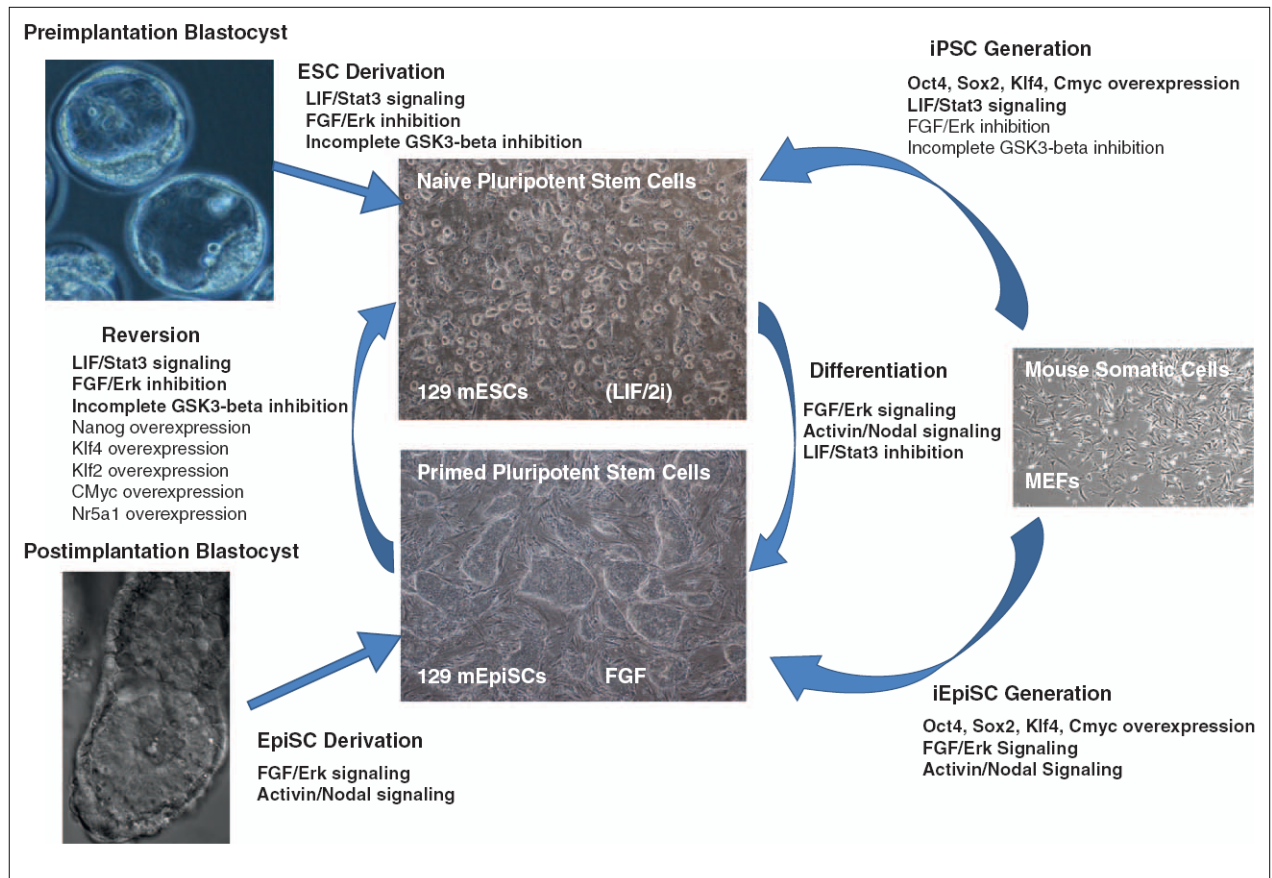 Preimplantation Blastocyst
ESC Derivation
LIF/Stat3 signaling
FGF/Erk inhibition
Incomplete GSK3-beta inhibition
iPSC Generation
Oct4, Sox2, Klf4, Cmyc overexpression
LIF/Stat3 signaling
FGF/Erk inhibition
Incomplete GSK3-beta inhibition
Naive Pluripotent Stem Cells
129 mESCs (LIF/2i)
Reversion
LIF/Stat3 signaling
FGF/Erk inhibition
Incomplete GSK3-beta inhibition
Nanog overexpression
Klf4 overexpression
Klf2 overexpression
CMyc overexpression
Nr5a1 overexpression
Differentiation
FGF/Erk signaling
Activin/Nodal signaling
LIF/Stat3 inhibition
Mouse Somatic Cells
MEFs
Primed Pluripotent Stem Cells
129 mEpiSCs FGF
Postimplantation Blastocyst
EpiSC Derivation
FGF/Erk signaling
Activin/Nodal signaling
iEpiSC Generation
Oct4, Sox2, Klf4, Cmyc overexpression
FGF/Erk Signaling
Activin/Nodal Signaling